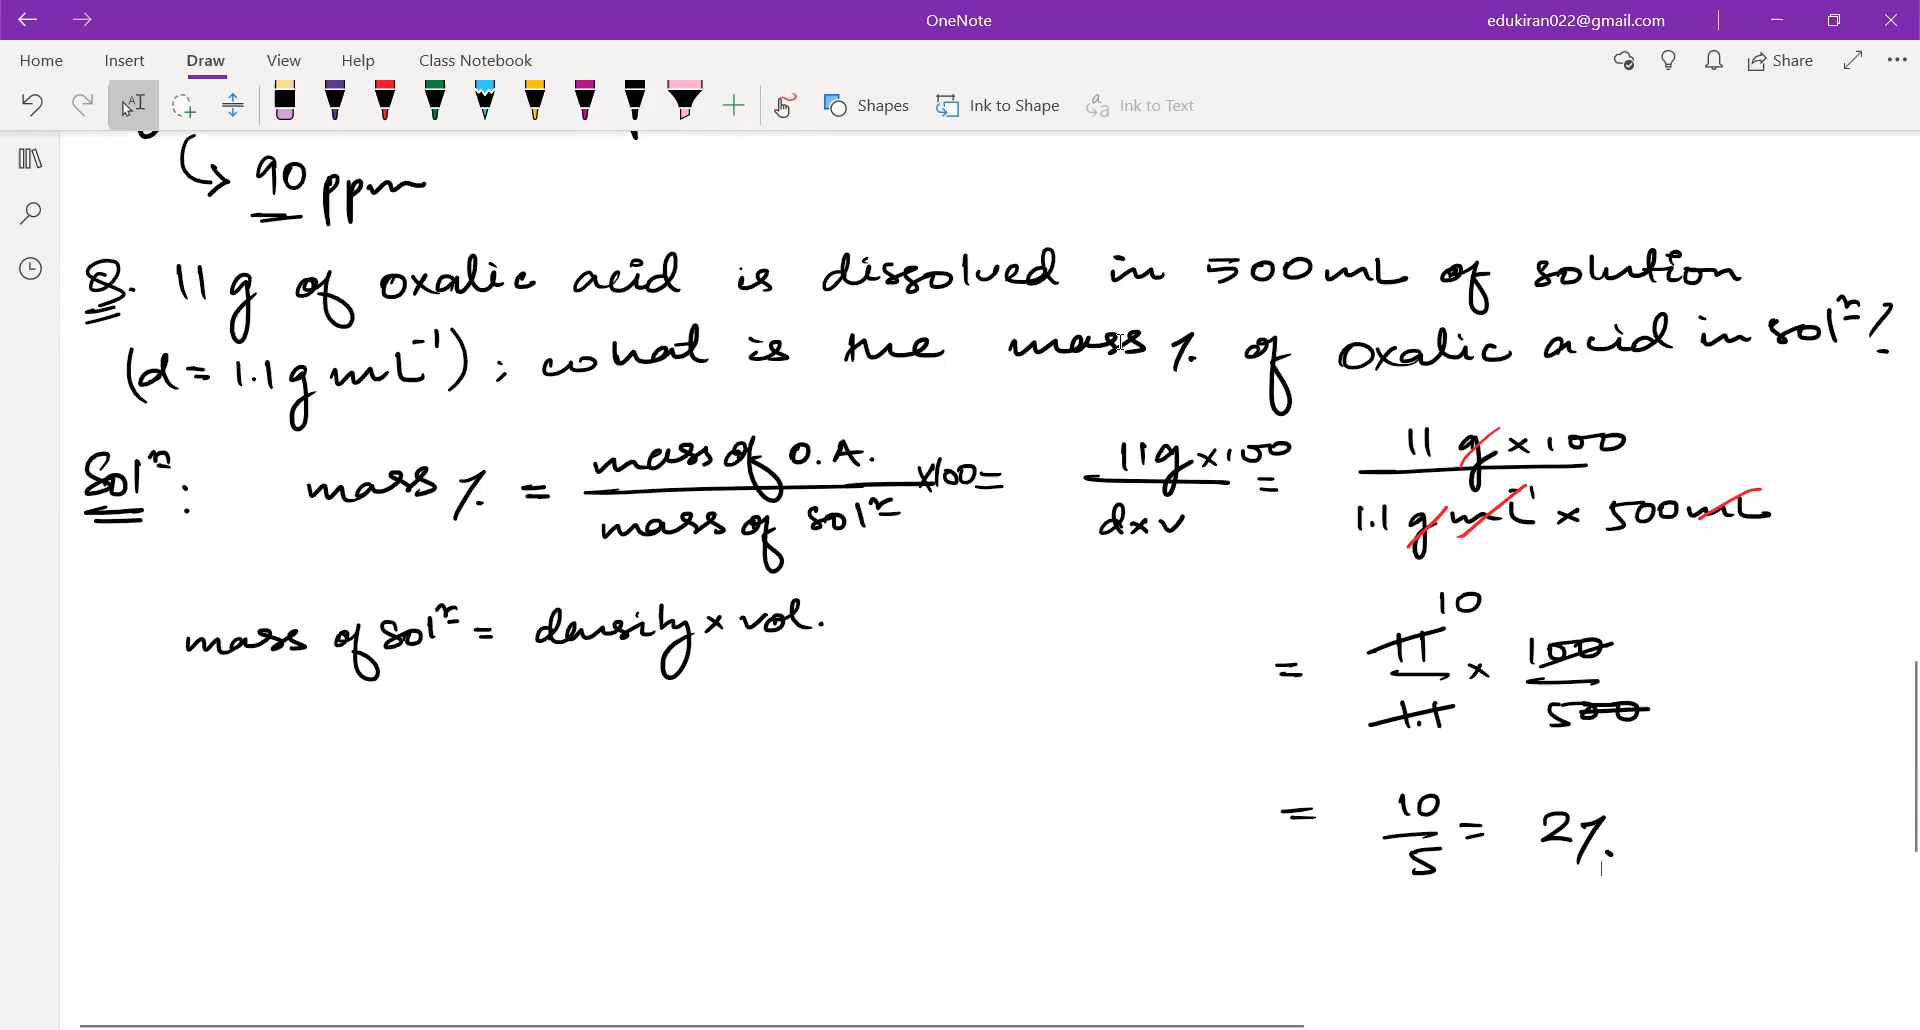 OneNote
edukiran022@gmail.com
Home Insert Draw View Help Class Notebook
Share
Shapes Ink to Shape Ink to Text
90 ppm
Q. 11 g of oxalic acid is dissolved in 500 mL of solution
(d = 1.1 g mL⁻¹); what is the mass % of oxalic acid in solⁿ?
Solⁿ: mass % = mass of O.A. / mass of solⁿ × 100 = 11g × 100 / d × v = 11 g × 100 / 1.1 g mL⁻¹ × 500 mL
mass of solⁿ = density × vol.
10
= 11 / 1.1 × 100 / 500
= 10 / 5 = 2%.